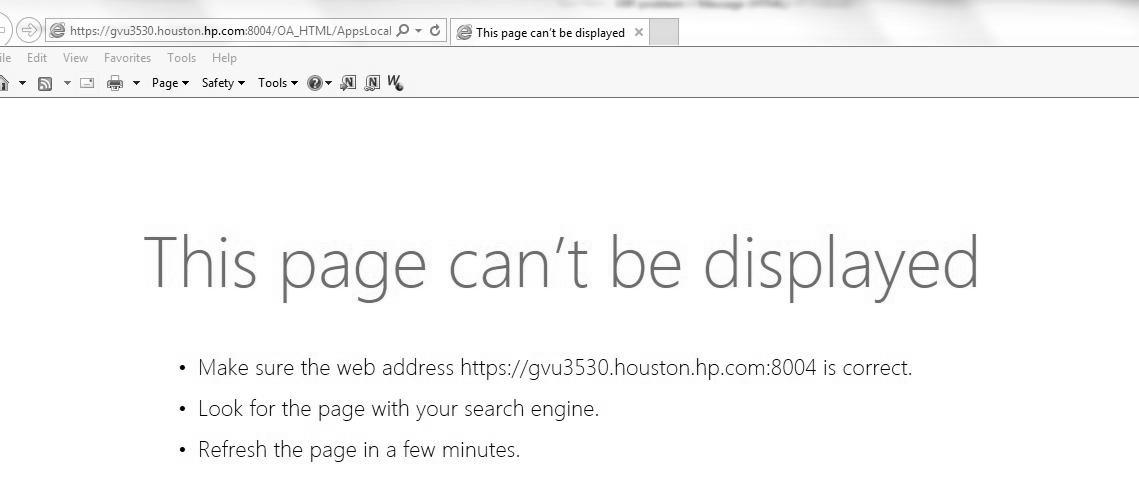 https://gvu3530.houston.hp.com:8004/OA_HTML/AppsLocal
This page can't be displayed
Edit View Favorites Tools Help
Page Safety Tools
This page can't be displayed
• Make sure the web address https://gvu3530.houston.hp.com:8004 is correct.
• Look for the page with your search engine.
• Refresh the page in a few minutes.